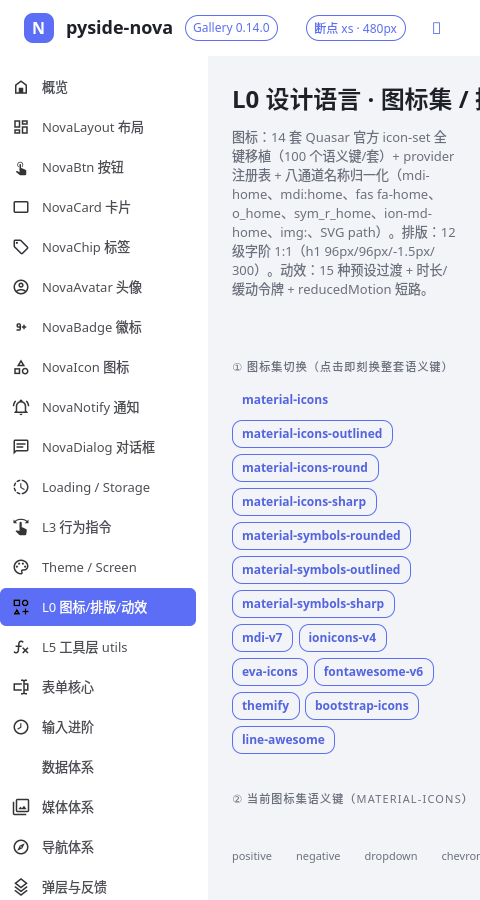 N pyside-nova Gallery 0.14.0 断点 xs · 480px
概览
NovaLayout 布局
NovaBtn 按钮
NovaCard 卡片
NovaChip 标签
NovaAvatar 头像
NovaBadge 徽标
NovaIcon 图标
NovaNotify 通知
NovaDialog 对话框
Loading / Storage
L3 行为指令
Theme / Screen
L0 图标/排版/动效
L5 工具层 utils
表单核心
输入进阶
数据体系
媒体体系
导航体系
弹层与反馈
L0 设计语言 · 图标集 /
图标：14 套 Quasar 官方 icon-set 全
键移植（100 个语义键/套）+ provider
注册表 + 八通道名称归一化（mdi-
home、mdi:home、fas fa-home、
o_home、sym_r_home、ion-md-
home、img:、SVG path）。排版：12
级字阶 1:1（h1 96px/96px/-1.5px/
300）。动效：15 种预设过渡 + 时长/
缓动令牌 + reducedMotion 短路。
① 图标集切换（点击即刻换整套语义键）
material-icons
material-icons-outlined
material-icons-round
material-icons-sharp
material-symbols-rounded
material-symbols-outlined
material-symbols-sharp
mdi-v7 ionicons-v4
eva-icons fontawesome-v6
themify bootstrap-icons
line-awesome
② 当前图标集语义键（MATERIAL-ICONS）
positive negative dropdown chevron